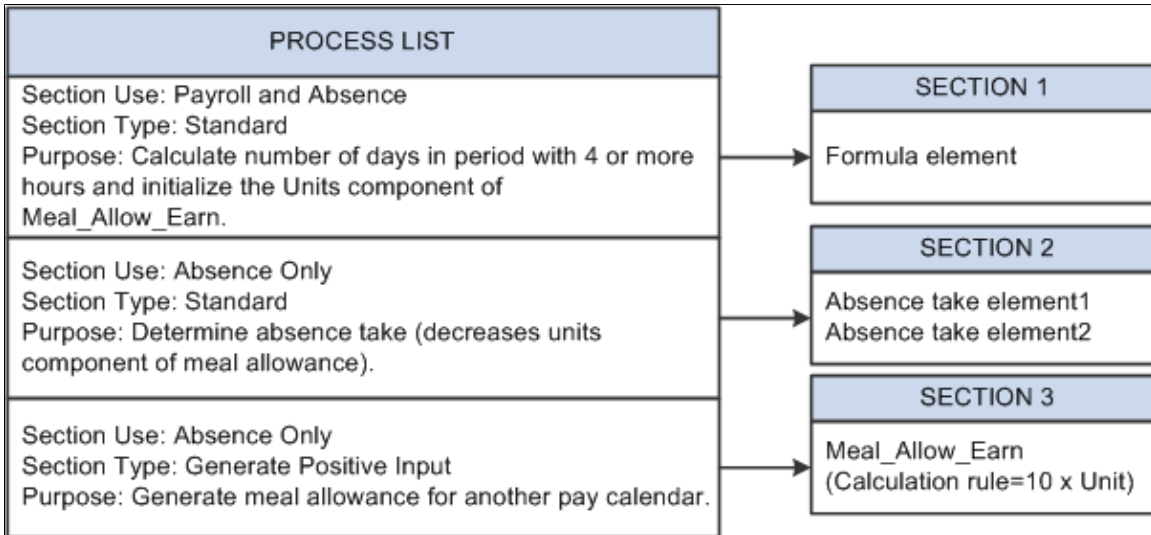 PROCESS LIST
Section Use: Payroll and Absence
Section Type: Standard
Purpose: Calculate number of days in period with 4 or more
hours and initialize the Units component of
Meal_Allow_Earn.
SECTION 1
Formula element
Section Use: Absence Only
Section Type: Standard
Purpose: Determine absence take (decreases units
component of meal allowance).
SECTION 2
Absence take element1
Absence take element2
Section Use: Absence Only
Section Type: Generate Positive Input
Purpose: Generate meal allowance for another pay calendar.
SECTION 3
Meal_Allow_Earn
(Calculation rule=10 x Unit)